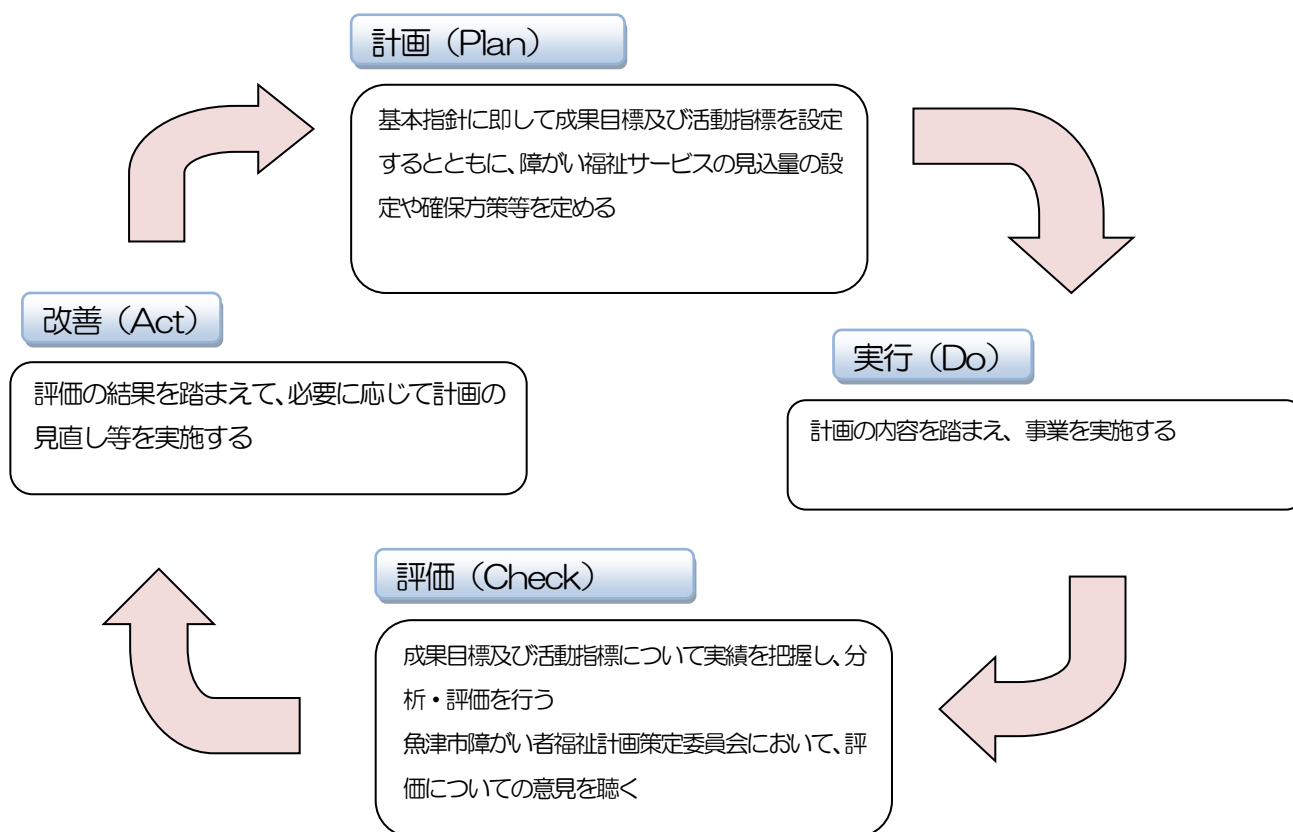 計画（Plan）
基本指針に即して成果目標及び活動指標を設定
するとともに、障がい福祉サービスの見込量の設
定や確保方策等を定める
改善（Act）
評価の結果を踏まえて、必要に応じて計画の
見直し等を実施する
実行（Do）
計画の内容を踏まえ、事業を実施する
評価（Check）
成果目標及び活動指標について実績を把握し、分
析・評価を行う
魚津市障がい者福祉計画策定委員会において、評
価についての意見を聴く